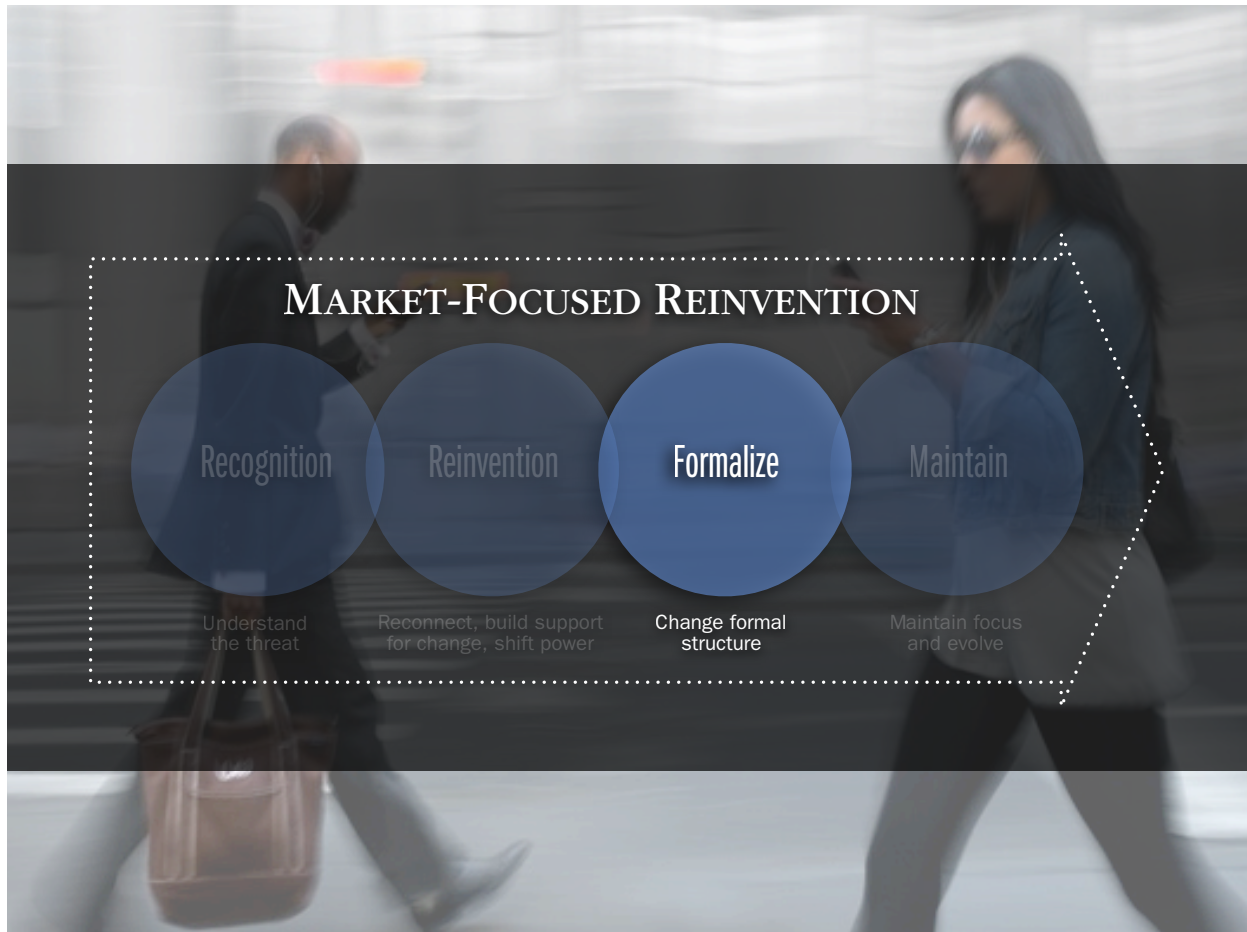 Market-Focused Reinvention
Recognition
Reinvention
Formalize
Maintain
Understand
the threat
Reconnect, build support
for change, shift power
Change formal
structure
Maintain focus
and evolve